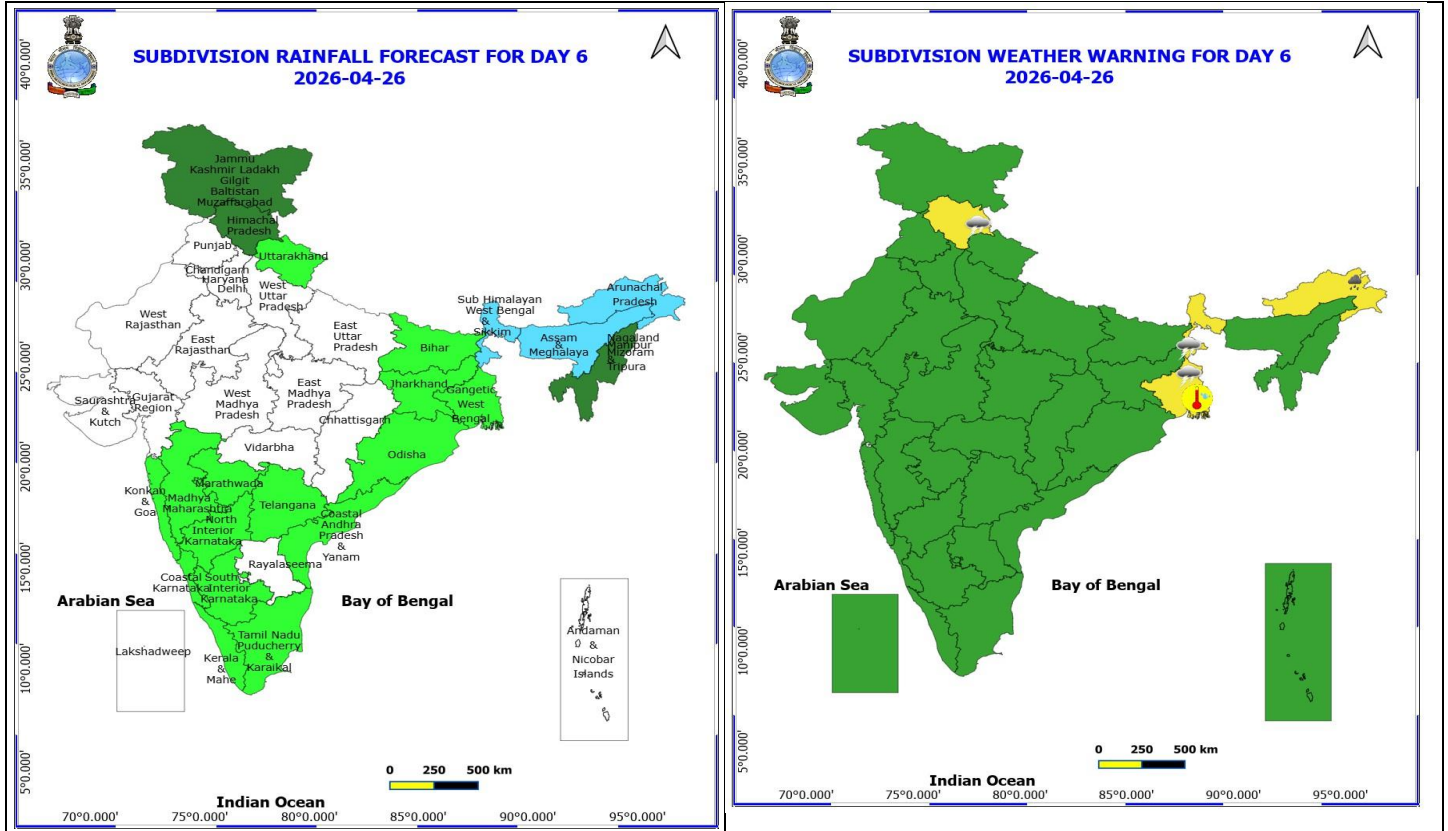 SUBDIVISION RAINFALL FORECAST FOR DAY 6
2026-04-26
40°0.000'
35°0.000'
30°0.000'
25°0.000'
20°0.000'
15°0.000'
10°0.000'
5°0.000'
Jammu
Kashmir Ladakh
Gilgit
Baltistan
Muzaffarabad
Himachal
Pradesh
Punjab
Uttarakhand
Chandigarh
Haryana
Delhi
West
Uttar
Pradesh
West
Rajasthan
East
Rajasthan
East
Uttar
Pradesh
Sub Himalayan
West Bengal
&
Sikkim
Arunachal
Pradesh
Assam
&
Meghalaya
Nagaland
Manipur
Mizoram
&
Tripura
Bihar
Jharkhand
Gangetic
West
Bengal
Saurashtra
&
Kutch
Gujarat
Region
West
Madhya
Pradesh
East
Madhya
Pradesh
Chhattisgarh
Vidarbha
Odisha
Konkan
&
Goa
Madhya
Maharashtra
Marathwada
Telangana
North
Interior
Karnataka
Coastal
Andhra
Pradesh
&
Yanam
Rayalaseema
Coastal
Karnataka
South
Interior
Karnataka
Arabian Sea
Bay of Bengal
Lakshadweep
Kerala
&
Mahe
Tamil Nadu
Puducherry
&
Karaikal
Andaman
&
Nicobar
Islands
0 250 500 km
Indian Ocean
70°0.000' 75°0.000' 80°0.000' 85°0.000' 90°0.000' 95°0.000'
SUBDIVISION WEATHER WARNING FOR DAY 6
2026-04-26
40°0.000'
35°0.000'
30°0.000'
25°0.000'
20°0.000'
15°0.000'
10°0.000'
5°0.000'
Arabian Sea
Bay of Bengal
0 250 500 km
Indian Ocean
70°0.000' 75°0.000' 80°0.000' 85°0.000' 90°0.000' 95°0.000'